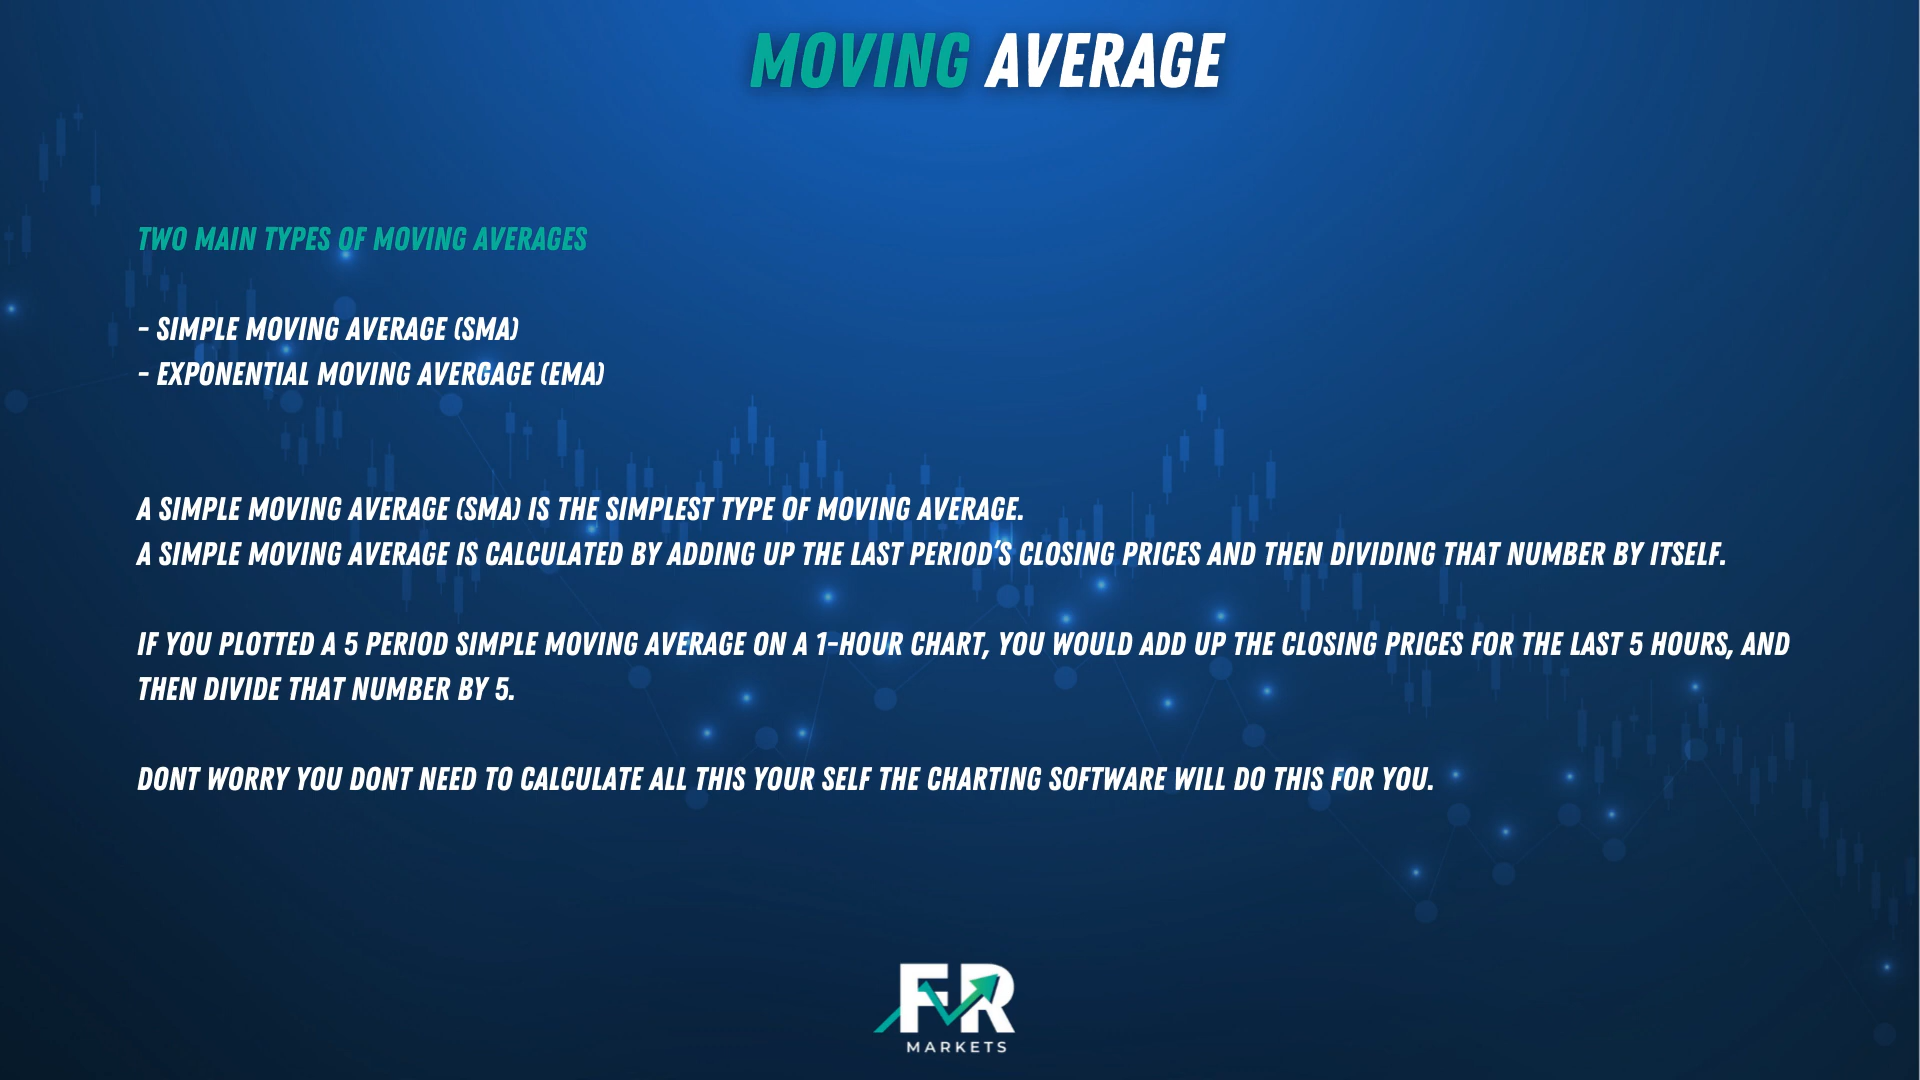 MOVING AVERAGE
TWO MAIN TYPES OF MOVING AVERAGES
- SIMPLE MOVING AVERAGE (SMA)
- EXPONENTIAL MOVING AVERGAGE (EMA)
A SIMPLE MOVING AVERAGE (SMA) IS THE SIMPLEST TYPE OF MOVING AVERAGE.
A SIMPLE MOVING AVERAGE IS CALCULATED BY ADDING UP THE LAST PERIOD'S CLOSING PRICES AND THEN DIVIDING THAT NUMBER BY ITSELF.
IF YOU PLOTTED A 5 PERIOD SIMPLE MOVING AVERAGE ON A 1-HOUR CHART, YOU WOULD ADD UP THE CLOSING PRICES FOR THE LAST 5 HOURS, AND
THEN DIVIDE THAT NUMBER BY 5.
DONT WORRY YOU DONT NEED TO CALCULATE ALL THIS YOUR SELF THE CHARTING SOFTWARE WILL DO THIS FOR YOU.
FR
MARKETS